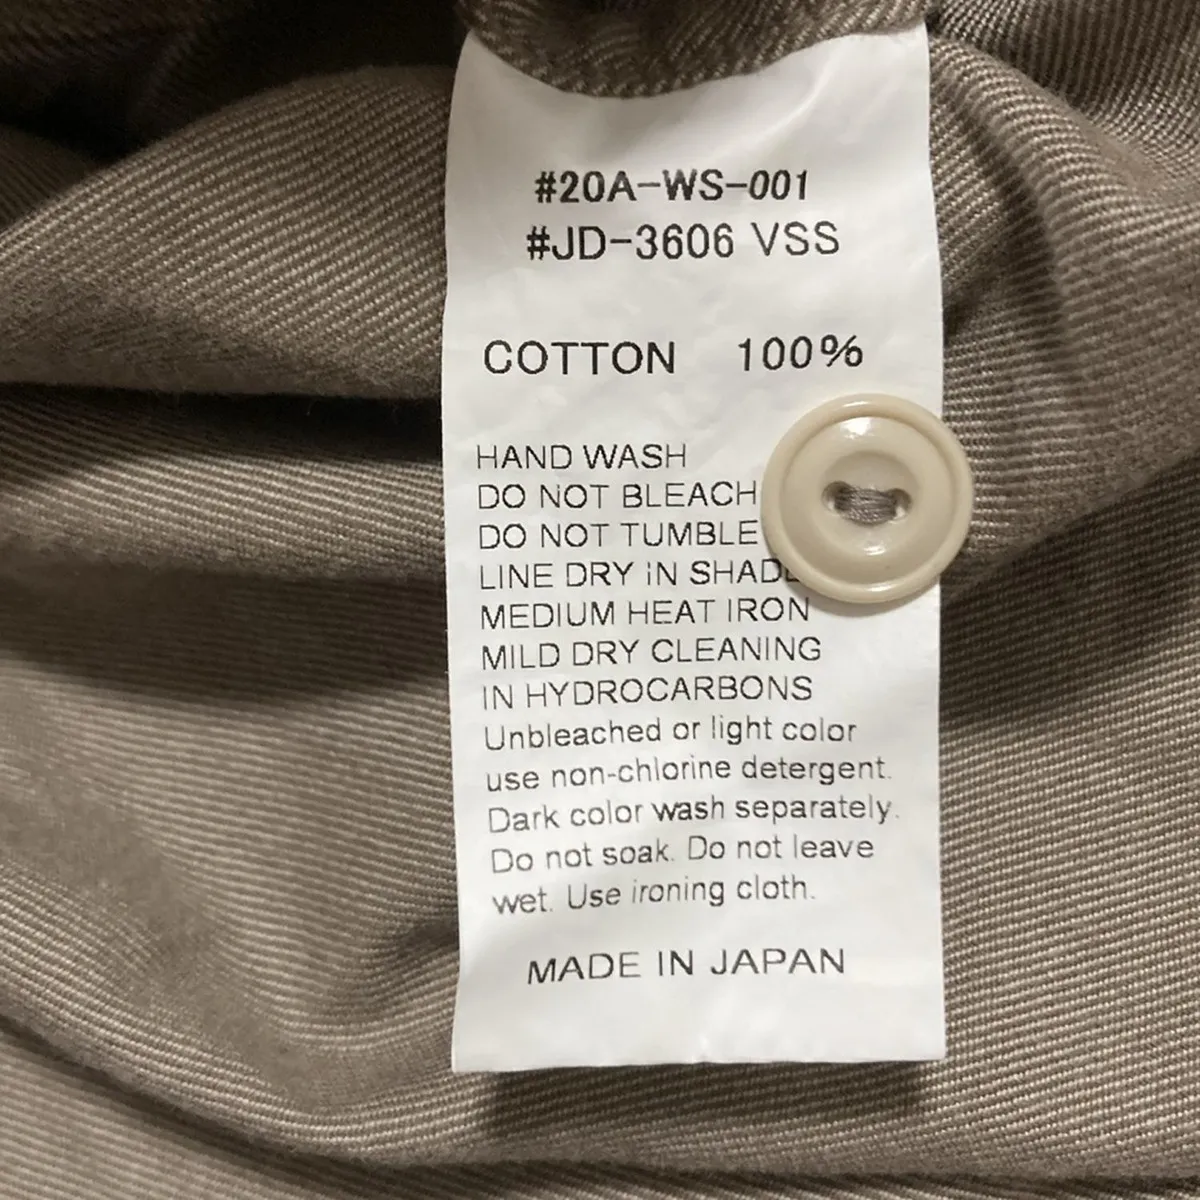 #20A-WS-001
#JD-3606 VSS
COTTON 100%
HAND WASH
DO NOT BLEACH
DO NOT TUMBLE
LINE DRY IN SHADE
MEDIUM HEAT IRON
MILD DRY CLEANING
IN HYDROCARBONS
Unbleached or light color
use non-chlorine detergent.
Dark color wash separately.
Do not soak. Do not leave
wet. Use ironing cloth.
MADE IN JAPAN